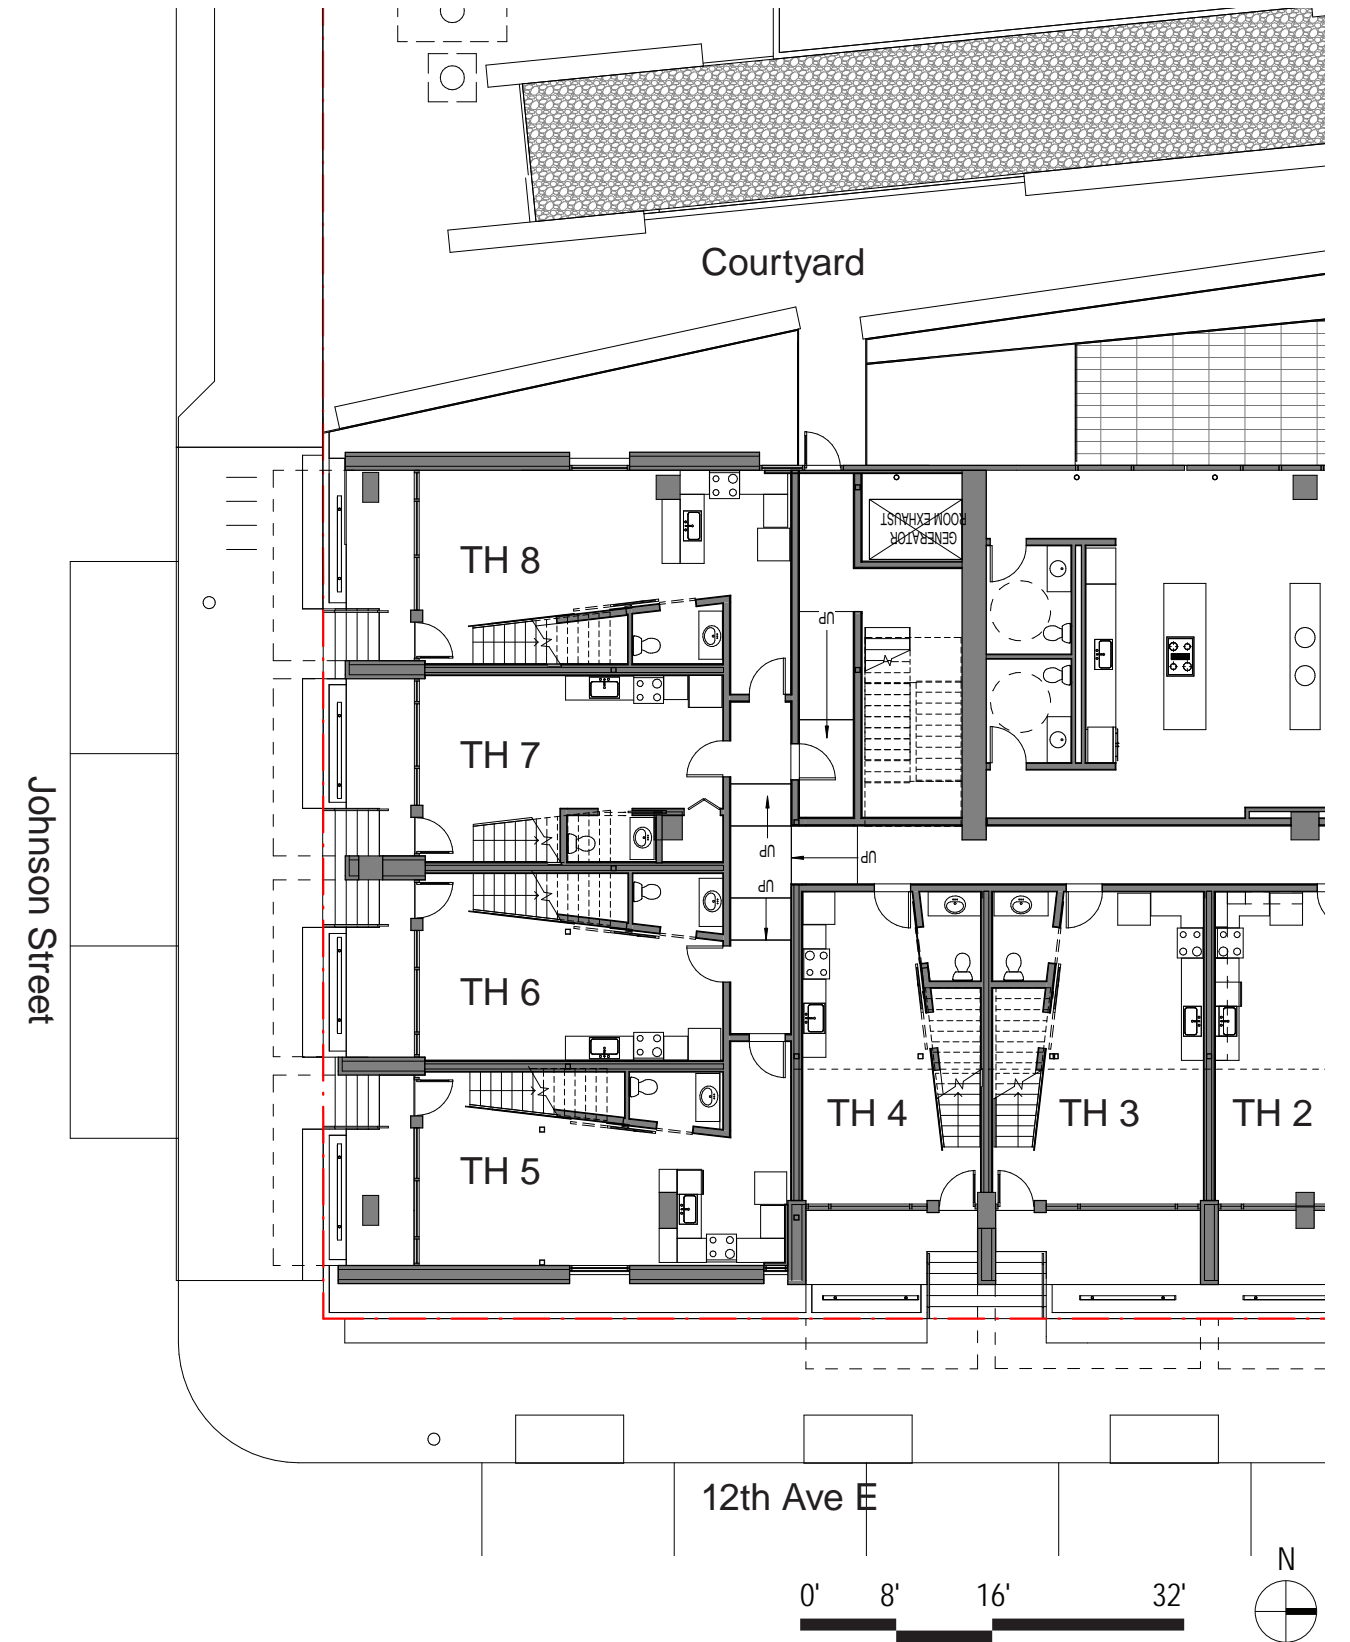 Courtyard
GENERATOR
ROOM EXHAUST
TH 8
UP
TH 7
Johnson Street
UP
UP
UP
TH 6
TH 4
TH 3
TH 2
TH 5
12th Ave E
N
0' 8' 16' 32'